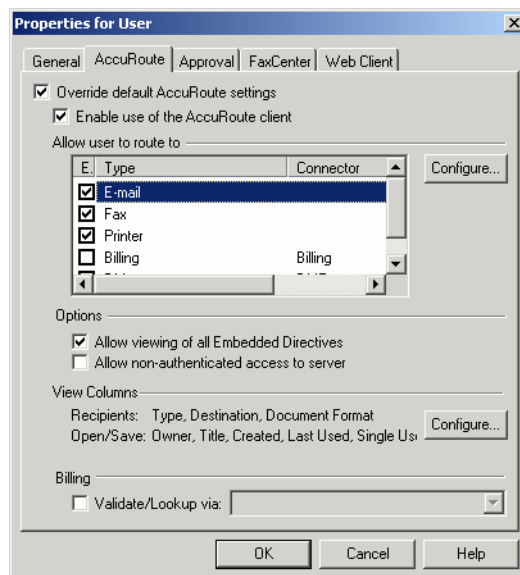 Properties for User
General AccuRoute Approval FaxCenter Web Client
Override default AccuRoute settings
Enable use of the AccuRoute client
Allow user to route to
E. Type Connector
Configure...
E-mail
Fax
Printer
Billing Billing
Options
Allow viewing of all Embedded Directives
Allow non-authenticated access to server
View Columns
Recipients: Type, Destination, Document Format
Open/Save: Owner, Title, Created, Last Used, Single
Configure...
Billing
Validate/Lookup via:
OK Cancel Help